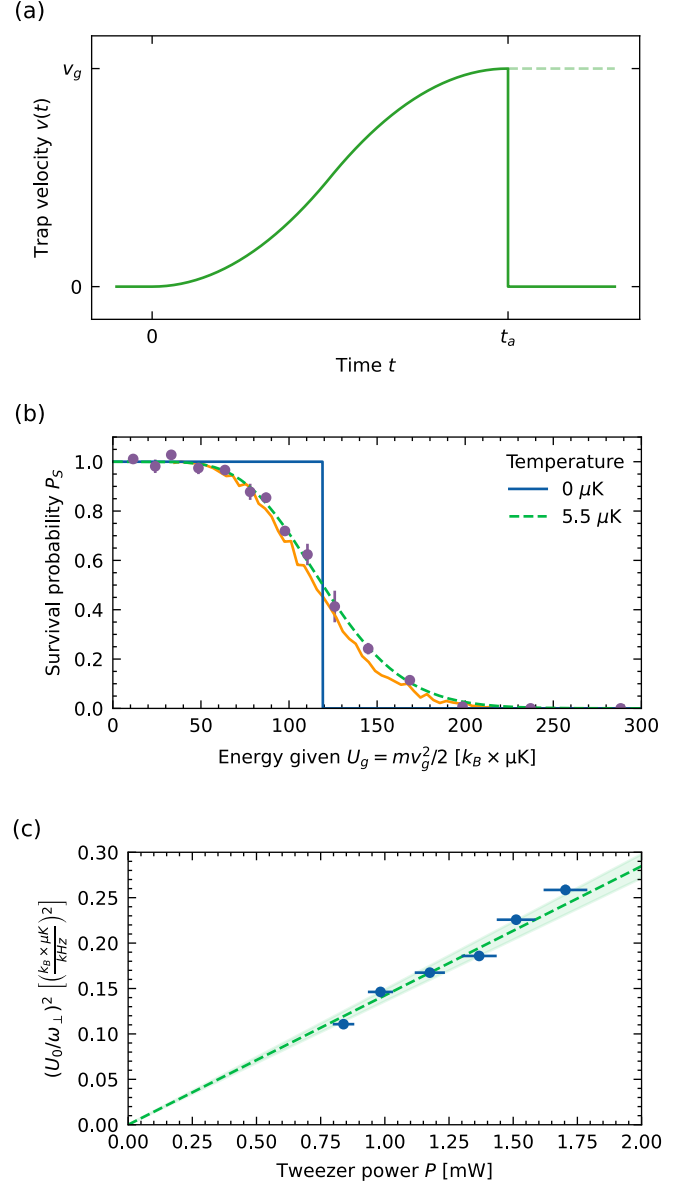 (a)
Trap velocity v(t)
v_g
0
0
t_a
Time t
(b)
Survival probability P_S
1.0
0.8
0.6
0.4
0.2
0.0
Temperature
0 μK
5.5 μK
0
50
100
150
200
250
300
Energy given U_g = mv_g^2/2 [k_B × μK]
(c)
(U_0/ω_⊥)^2 [(k_B × μK / kHz)^2]
0.30
0.25
0.20
0.15
0.10
0.05
0.00
0.00
0.25
0.50
0.75
1.00
1.25
1.50
1.75
2.00
Tweezer power P [mW]